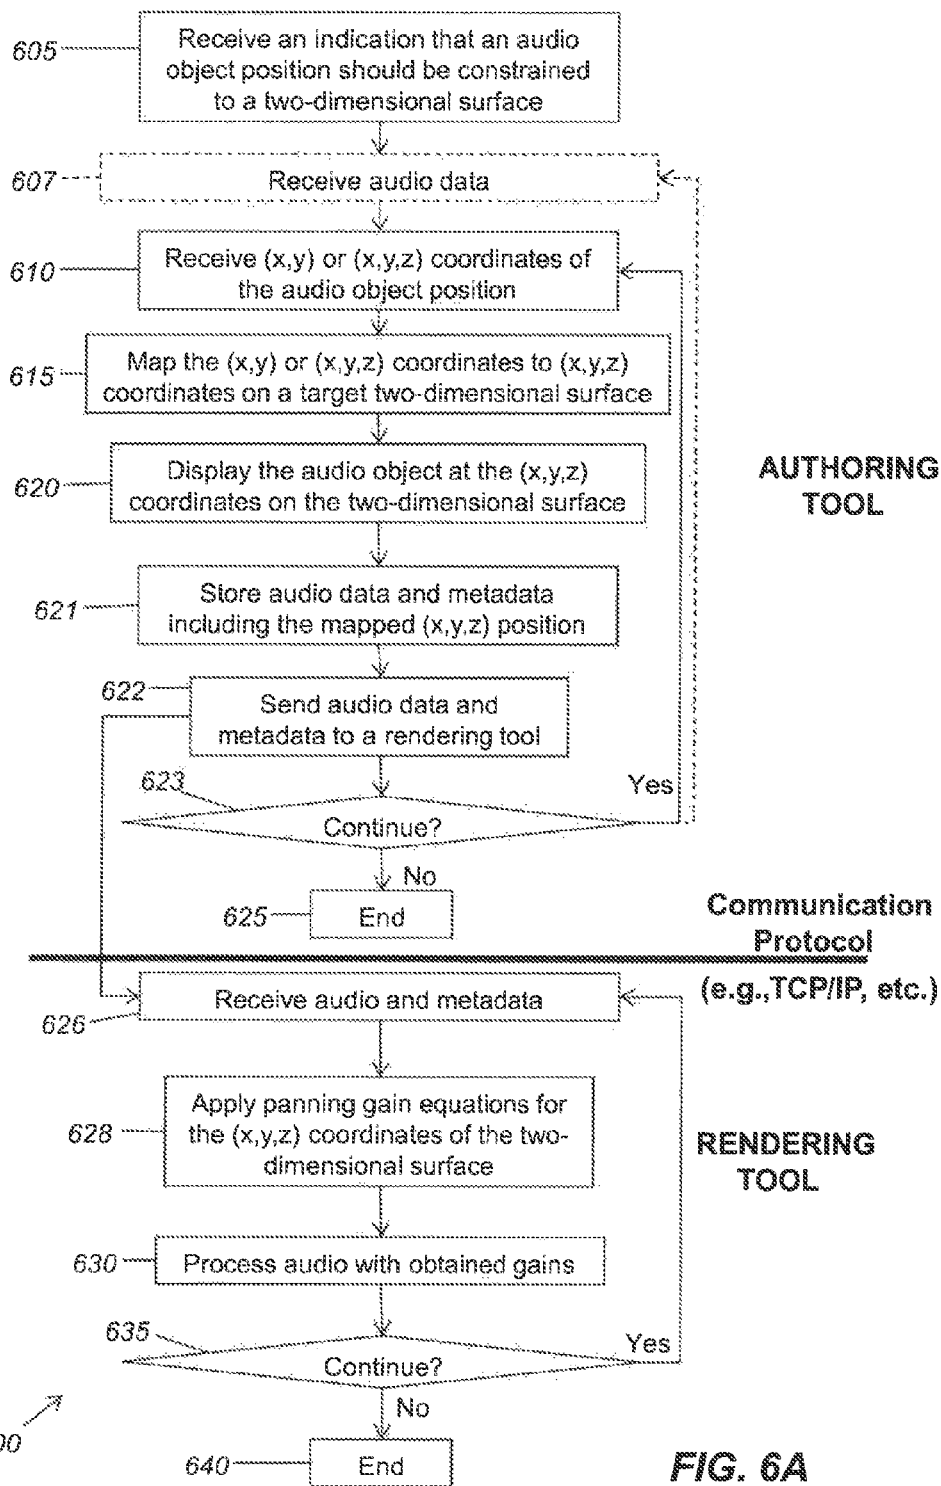 605
Receive an indication that an audio
object position should be constrained
to a two-dimensional surface
607
Receive audio data
610
Receive (x,y) or (x,y,z) coordinates of
the audio object position
615
Map the (x,y) or (x,y,z) coordinates to (x,y,z)
coordinates on a target two-dimensional surface
620
Display the audio object at the (x,y,z)
coordinates on the two-dimensional surface
AUTHORING
TOOL
621
Store audio data and metadata
including the mapped (x,y,z) position
622
Send audio data and
metadata to a rendering tool
623
Continue?
Yes
No
625
End
Communication
Protocol
(e.g.,TCP/IP, etc.)
626
Receive audio and metadata
628
Apply panning gain equations for
the (x,y,z) coordinates of the two-
dimensional surface
RENDERING
TOOL
630
Process audio with obtained gains
635
Continue?
Yes
No
00
640
End
FIG. 6A